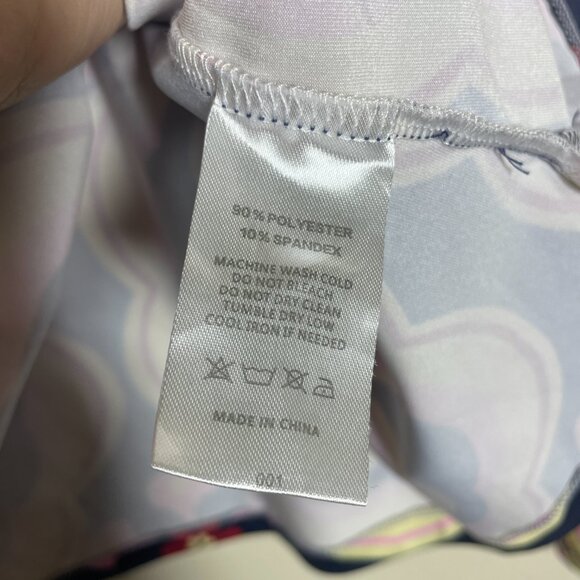 90% POLYESTER
10% SPANDEX
MACHINE WASH COLD
DO NOT BLEACH
DO NOT DRY CLEAN
TUMBLE DRY LOW
COOL IRON IF NEEDED
MADE IN CHINA
001